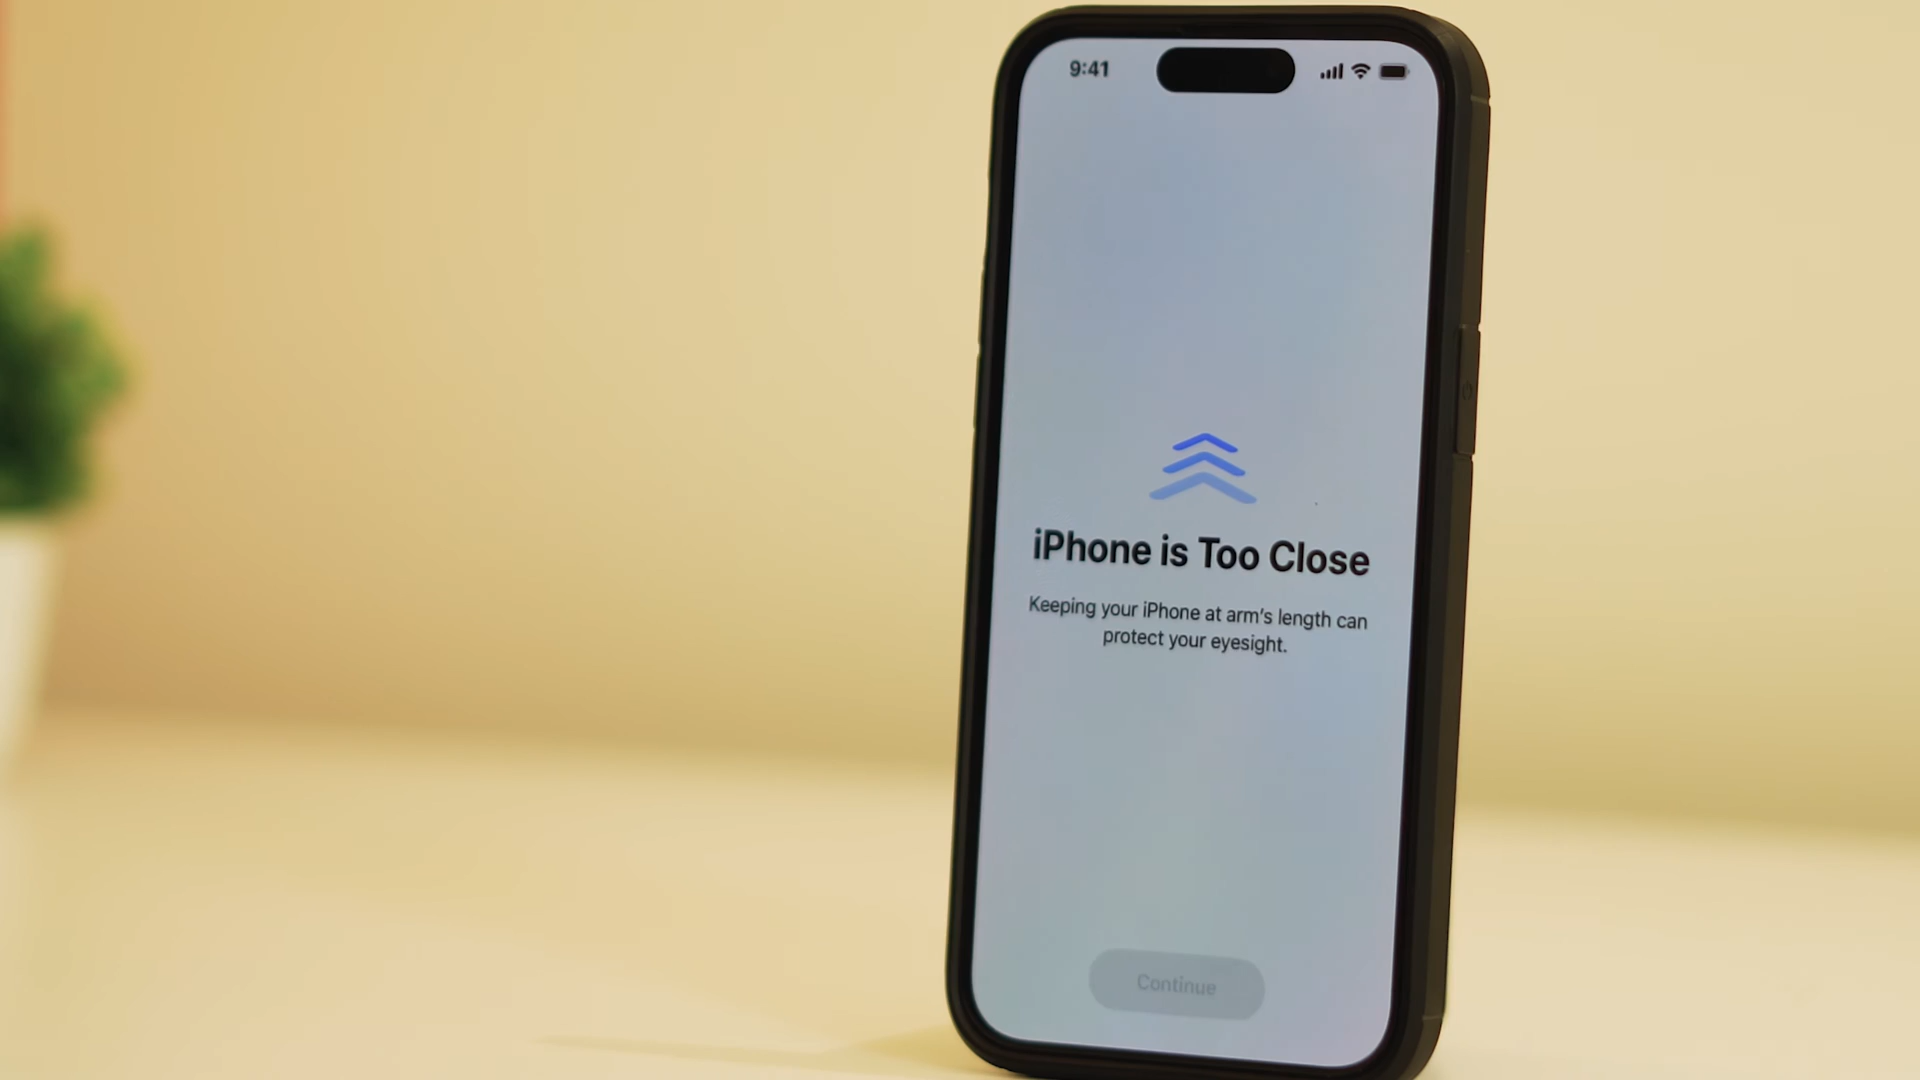 9:41
iPhone is Too Close
Keeping your iPhone at arm's length can
protect your eyesight.
Continue